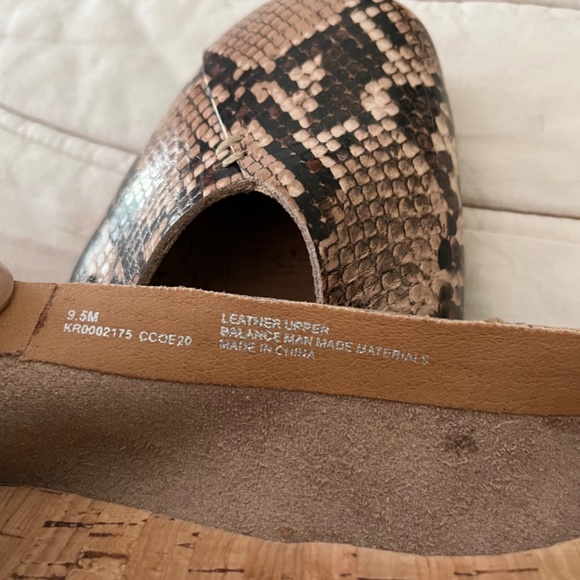 9.5M
KR0002175 CCOE20
LEATHER UPPER
BALANCE MAN MADE MATERIALS
MADE IN CHINA